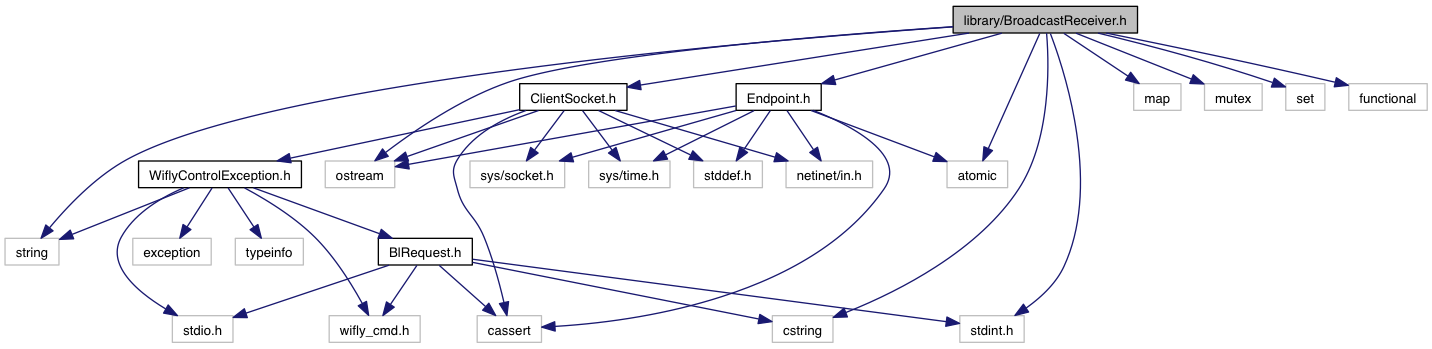 library/BroadcastReceiver.h
ClientSocket.h
Endpoint.h
map
mutex
set
functional
WiflyControlException.h
ostream
sys/socket.h
sys/time.h
stddef.h
netinet/in.h
atomic
string
exception
typeinfo
BlRequest.h
stdio.h
wifly_cmd.h
cassert
cstring
stdint.h